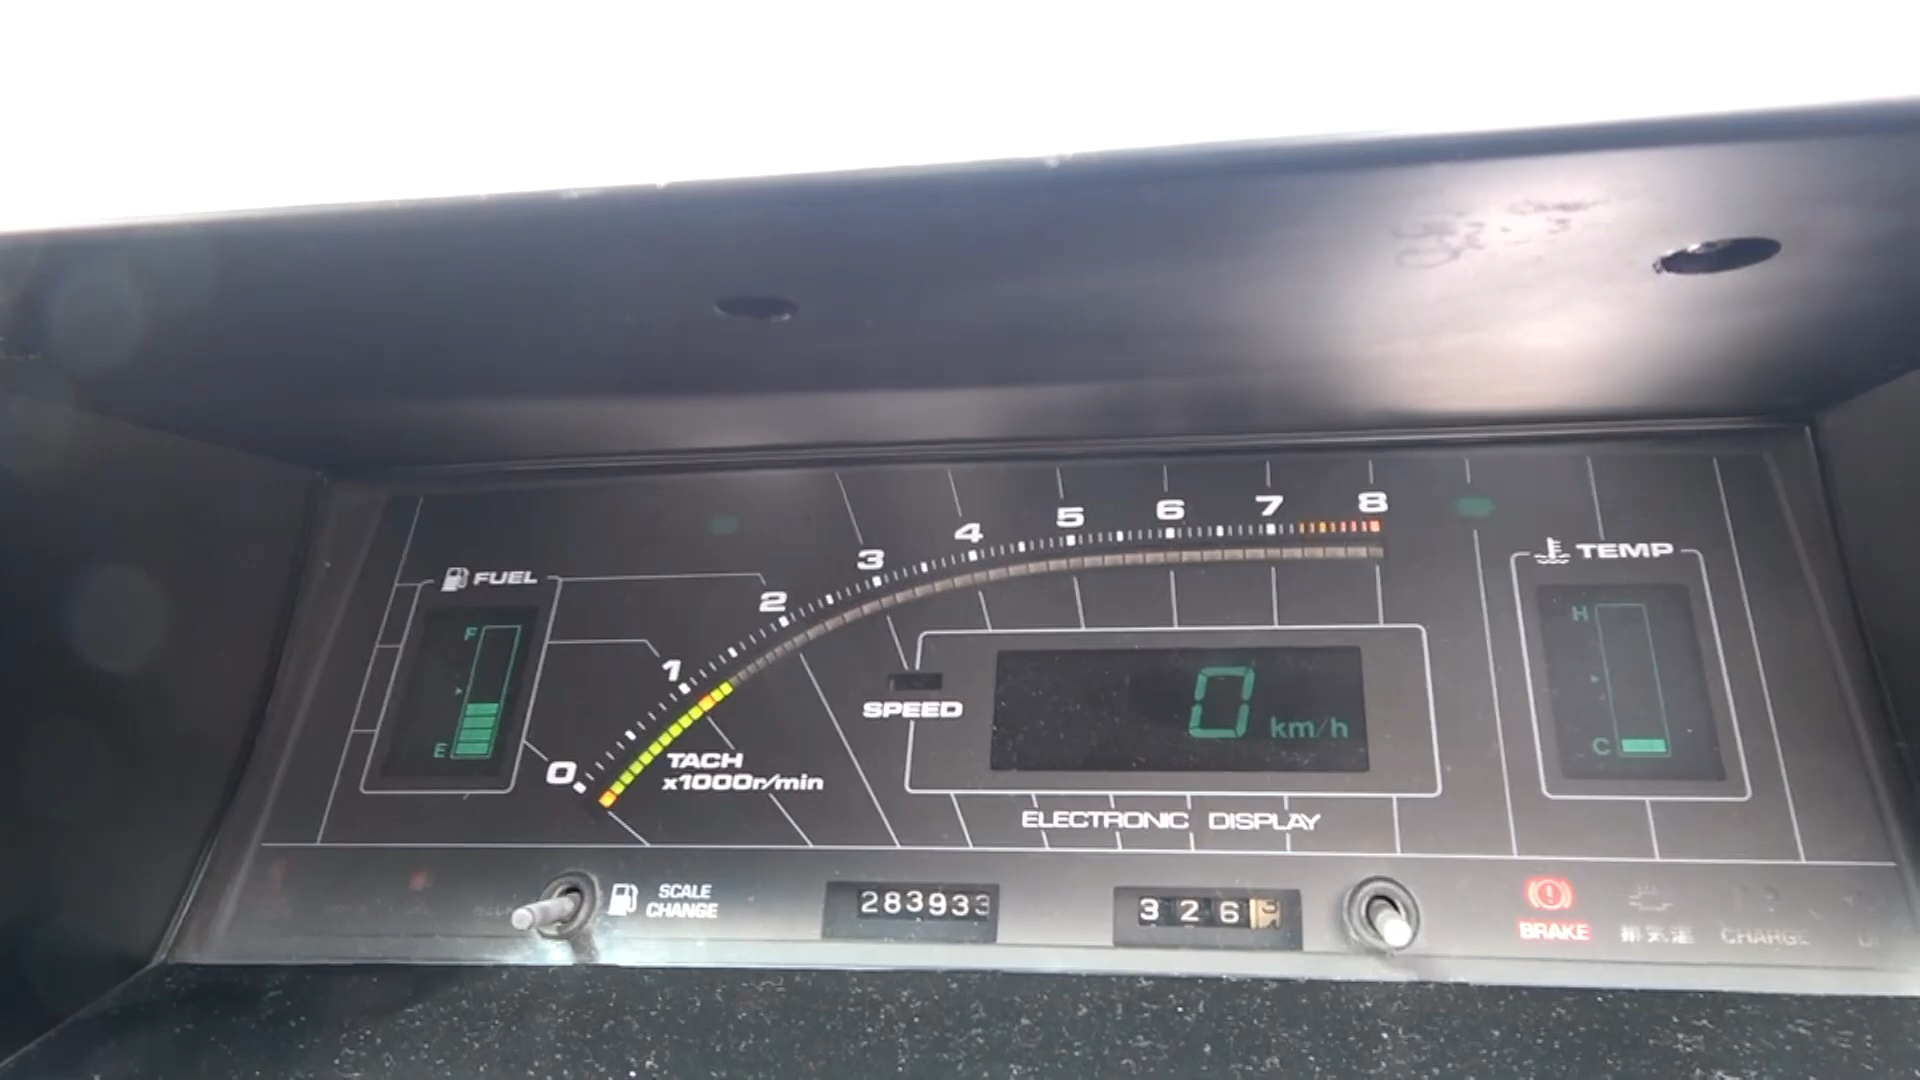 0 1 2 3 4 5 6 7 8
FUEL
F
E
TACH
x1000r/min
SPEED
0 km/h
ELECTRONIC DISPLAY
TEMP
H
C
SCALE
CHANGE
283933
326
BRAKE
排気温
CHARGE